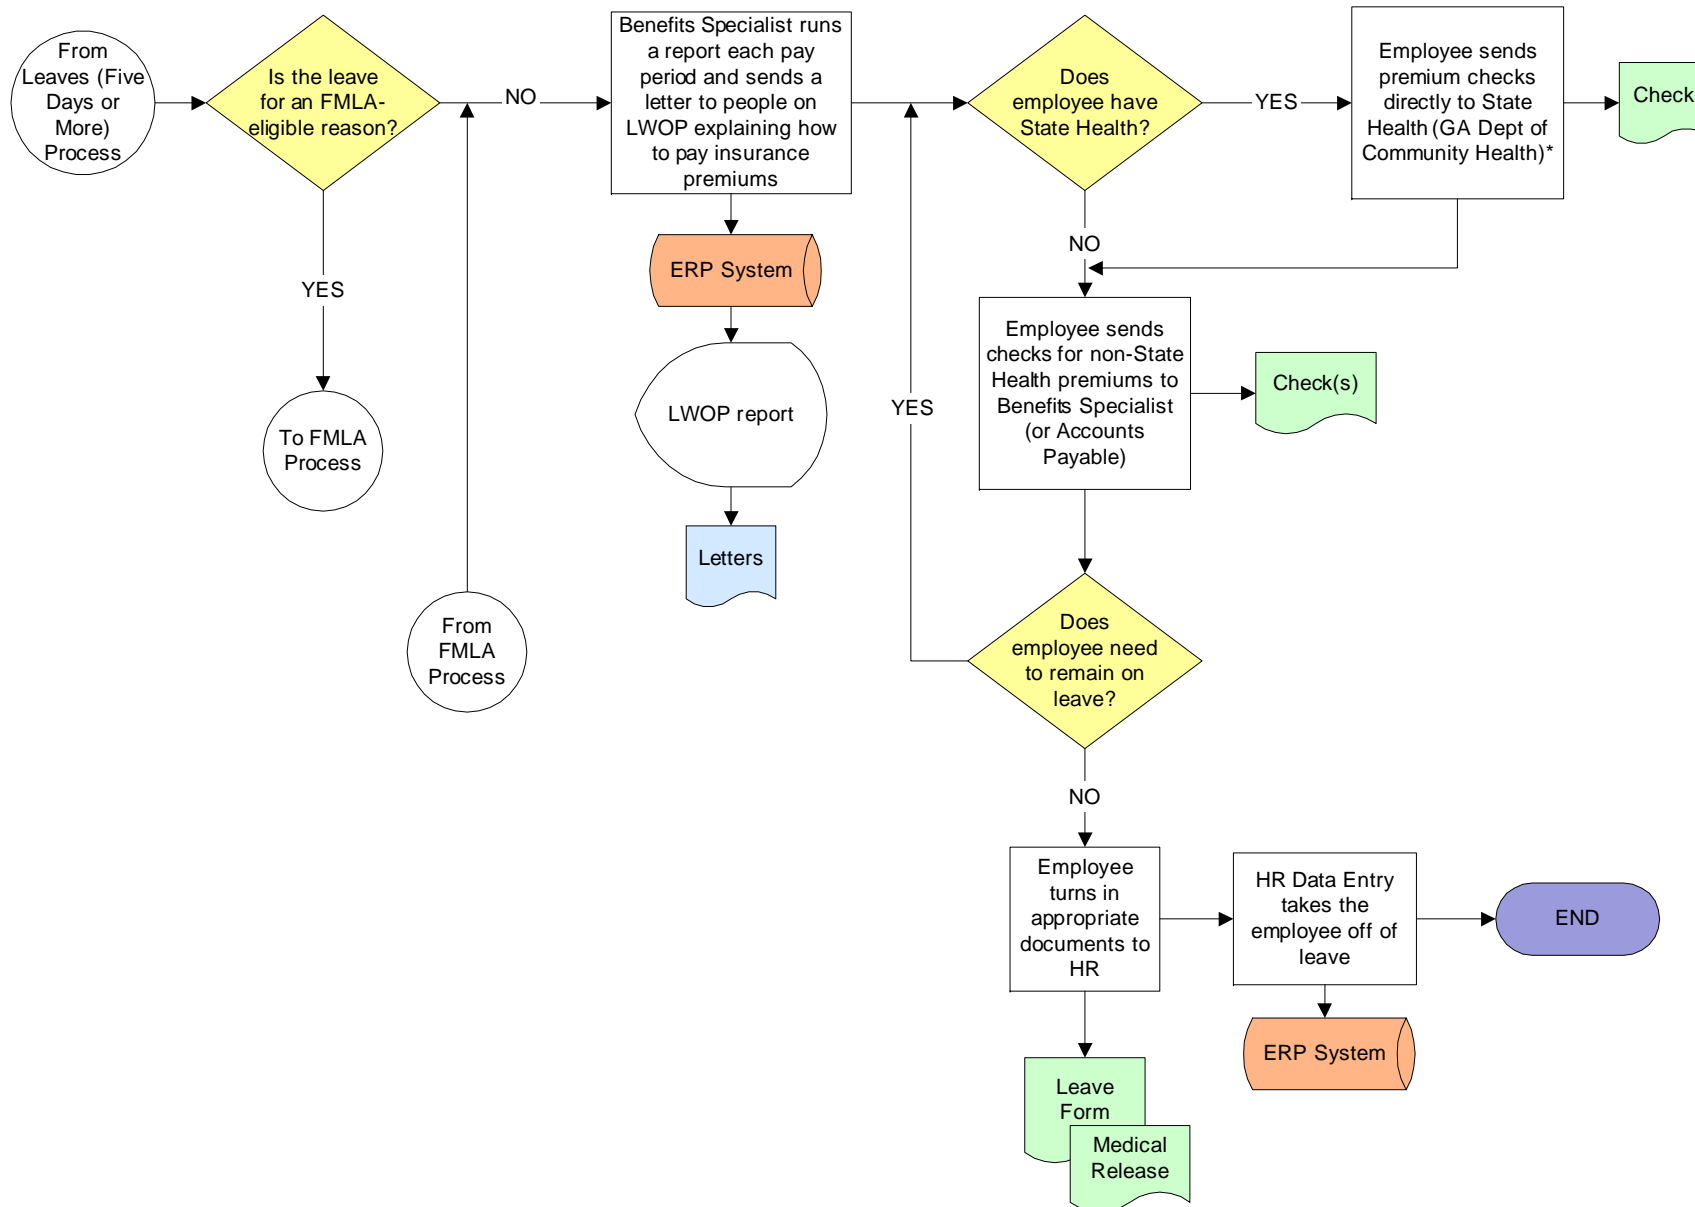 From
Leaves (Five
Days or
More)
Process
Is the leave
for an FMLA-
eligible reason?
NO
Benefits Specialist runs
a report each pay
period and sends a
letter to people on
LWOP explaining how
to pay insurance
premiums
Does
employee have
State Health?
YES
Employee sends
premium checks
directly to State
Health (GA Dept of
Community Health)*
Check
YES
ERP System
NO
To FMLA
Process
LWOP report
YES
Employee sends
checks for non-State
Health premiums to
Benefits Specialist
(or Accounts
Payable)
Check(s)
Letters
From
FMLA
Process
Does
employee need
to remain on
leave?
NO
Employee
turns in
appropriate
documents to
HR
HR Data Entry
takes the
employee off of
leave
END
ERP System
Leave
Form
Medical
Release